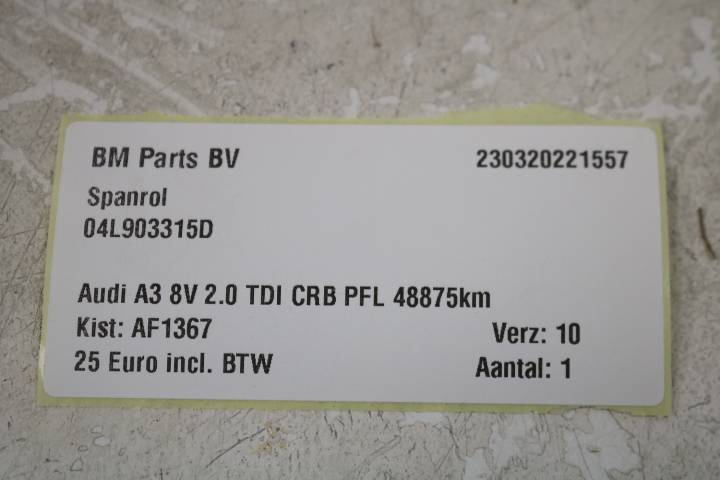 BM Parts BV 230320221557
Spanrol
04L903315D
Audi A3 8V 2.0 TDI CRB PFL 48875km
Kist: AF1367 Verz: 10
25 Euro incl. BTW Aantal: 1